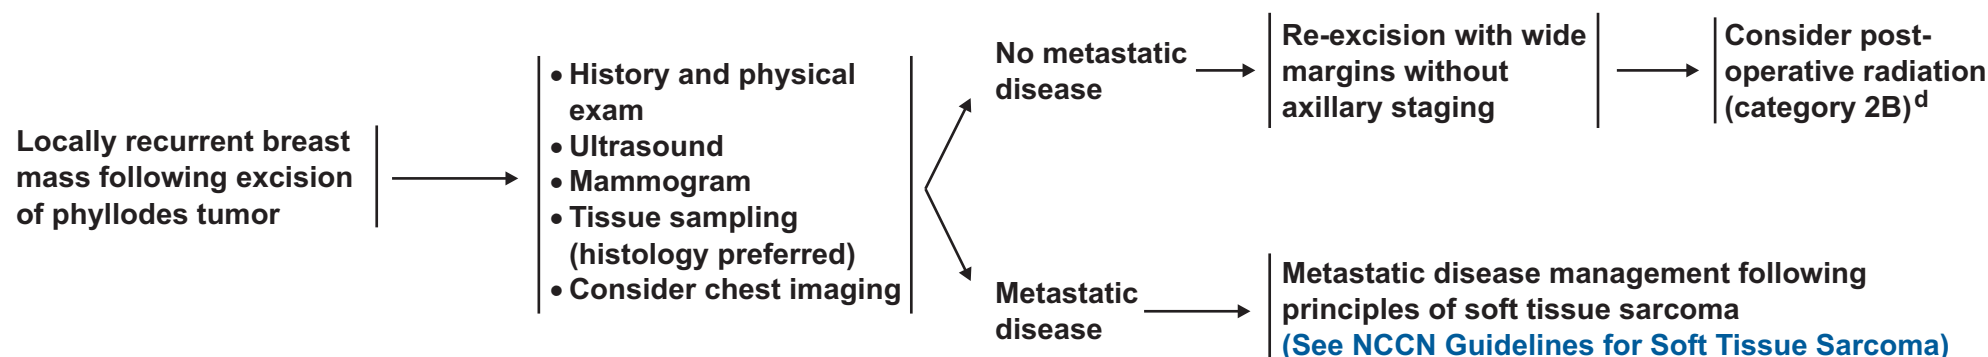 Locally recurrent breast
mass following excision
of phyllodes tumor
• History and physical
exam
• Ultrasound
• Mammogram
• Tissue sampling
(histology preferred)
• Consider chest imaging
No metastatic
disease
Re-excision with wide
margins without
axillary staging
Consider post-
operative radiation
(category 2B)d
Metastatic
disease
Metastatic disease management following
principles of soft tissue sarcoma
(See NCCN Guidelines for Soft Tissue Sarcoma)